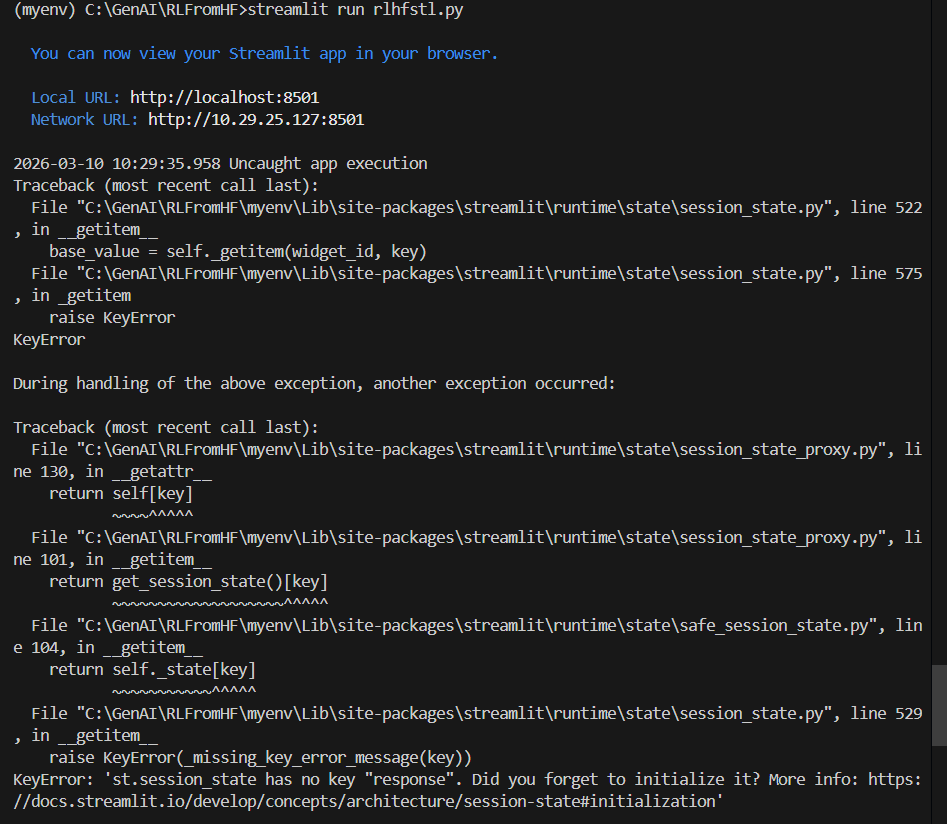 (myenv) C:\GenAI\RLFromHF>streamlit run rlhfstl.py
You can now view your Streamlit app in your browser.
Local URL: http://localhost:8501
Network URL: http://10.29.25.127:8501
2026-03-10 10:29:35.958 Uncaught app execution
Traceback (most recent call last):
  File "C:\GenAI\RLFromHF\myenv\Lib\site-packages\streamlit\runtime\state\session_state.py", line 522
, in __getitem__
    base_value = self._getitem(widget_id, key)
  File "C:\GenAI\RLFromHF\myenv\Lib\site-packages\streamlit\runtime\state\session_state.py", line 575
, in _getitem
    raise KeyError
KeyError
During handling of the above exception, another exception occurred:
Traceback (most recent call last):
  File "C:\GenAI\RLFromHF\myenv\Lib\site-packages\streamlit\runtime\state\session_state_proxy.py", li
ne 130, in __getattr__
    return self[key]
           ~~~~^^^^^
  File "C:\GenAI\RLFromHF\myenv\Lib\site-packages\streamlit\runtime\state\session_state_proxy.py", li
ne 101, in __getitem__
    return get_session_state()[key]
           ~~~~~~~~~~~~~~~~~~~^^^^^
  File "C:\GenAI\RLFromHF\myenv\Lib\site-packages\streamlit\runtime\state\safe_session_state.py", lin
e 104, in __getitem__
    return self._state[key]
           ~~~~~~~~~~~^^^^^
  File "C:\GenAI\RLFromHF\myenv\Lib\site-packages\streamlit\runtime\state\session_state.py", line 529
, in __getitem__
    raise KeyError(_missing_key_error_message(key))
KeyError: 'st.session_state has no key "response". Did you forget to initialize it? More info: https:
//docs.streamlit.io/develop/concepts/architecture/session-state#initialization'